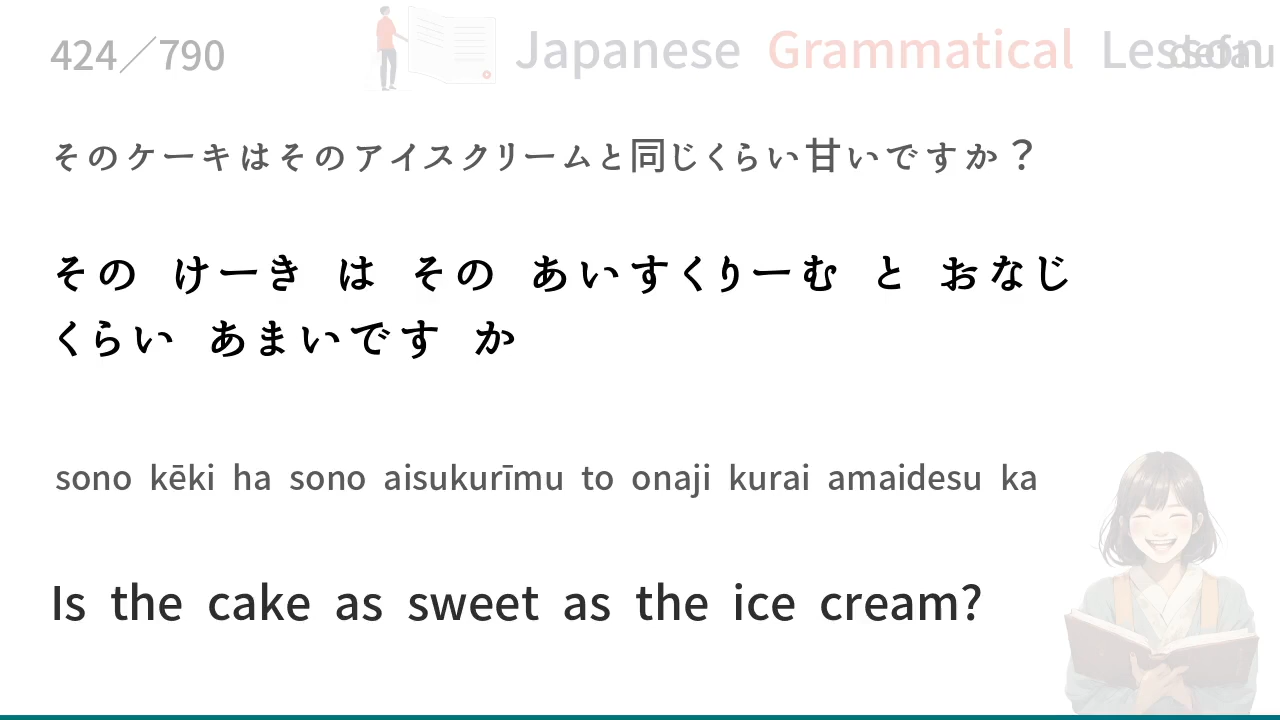 424／790
Japanese Grammatical Lesson
そのケーキはそのアイスクリームと同じくらい甘いですか？
その けーき は その あいすくりーむ と おなじ
くらい あまいです か
sono kēki ha sono aisukurīmu to onaji kurai amaidesu ka
Is the cake as sweet as the ice cream?